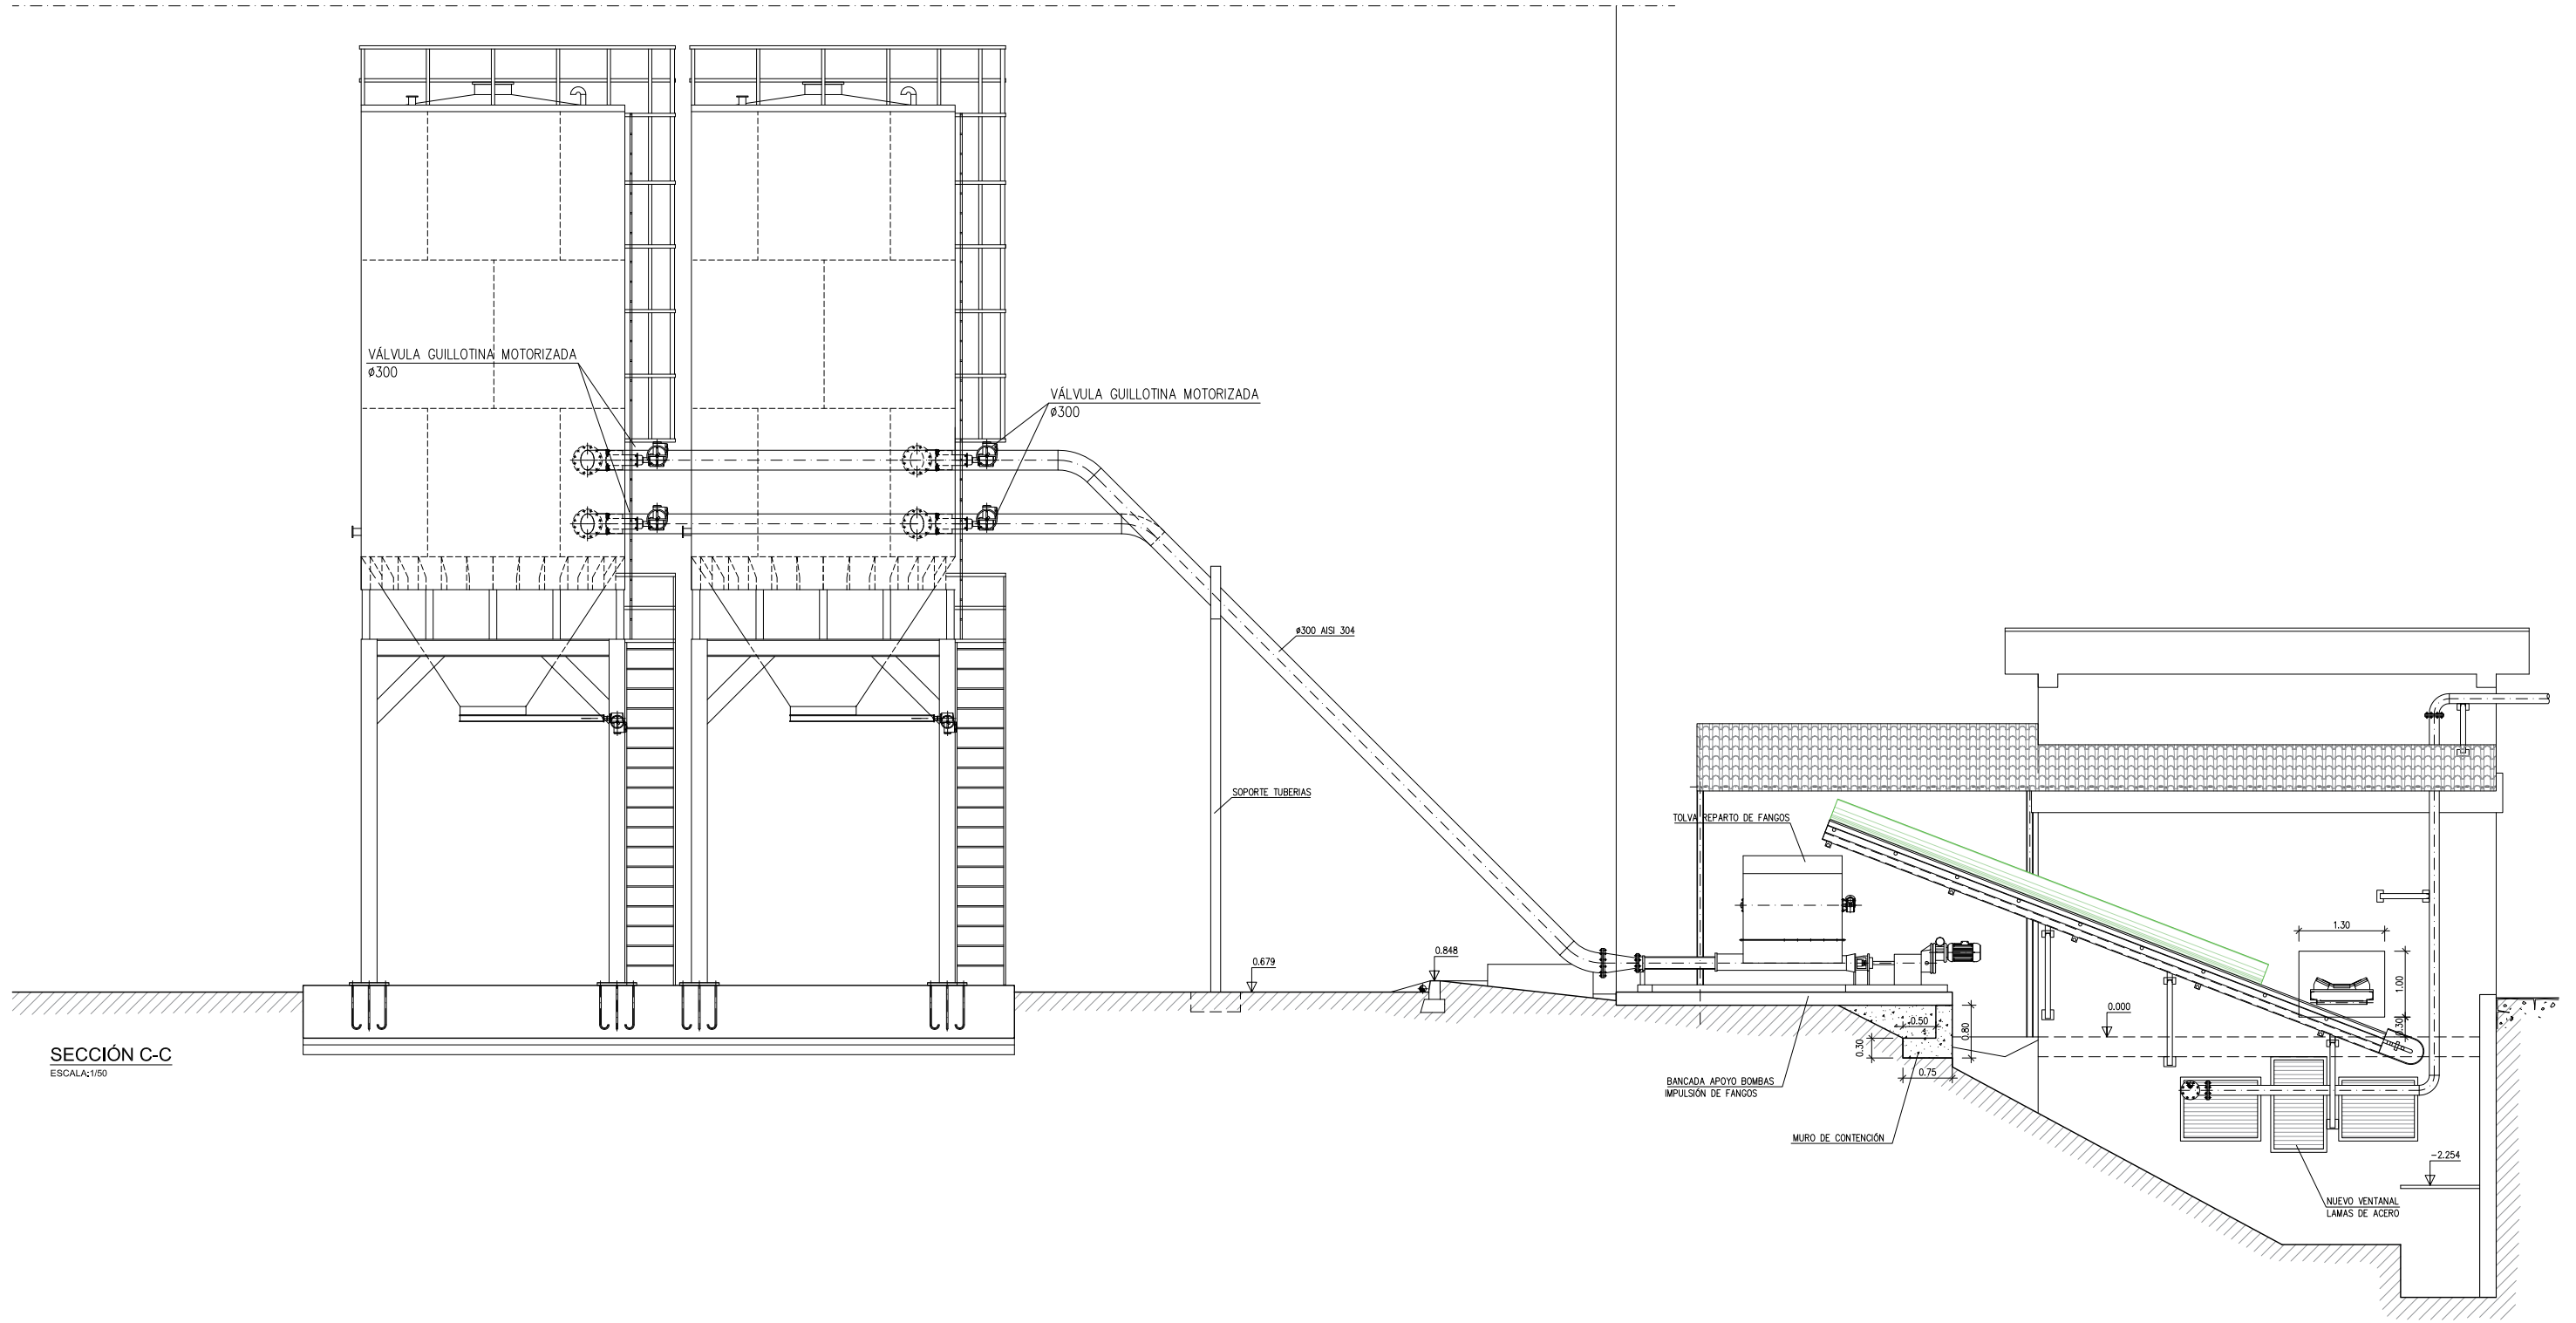 VÁLVULA GUILLOTINA MOTORIZADA
ø300
VÁLVULA GUILLOTINA MOTORIZADA
ø300
ø300 AISI 304
SOPORTE TUBERIAS
TOLVA REPARTO DE FANGOS
1.30
1.00
0.30
0.848
0.679
0.000
0.50
0.80
0.30
0.75
SECCIÓN C-C
ESCALA;1/50
BANCADA APOYO BOMBAS
IMPULSIÓN DE FANGOS
MURO DE CONTENCIÓN
-2.254
NUEVO VENTANAL
LAMAS DE ACERO